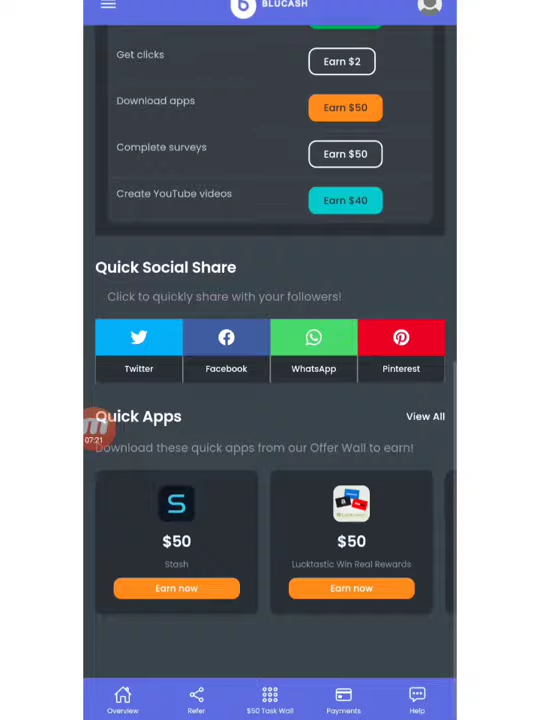 BLUCASH
Get clicks
Earn $2
Download apps
Earn $50
Complete surveys
Earn $50
Create YouTube videos
Earn $40
Quick Social Share
Click to quickly share with your followers!
Twitter
Facebook
WhatsApp
Pinterest
Quick Apps
View All
07:21
Download these quick apps from our Offer Wall to earn!
S
$50
Stash
Earn now
$50
Lucktastic Win Real Rewards
Earn now
Overview
Refer
$50 Task Wall
Payments
Help